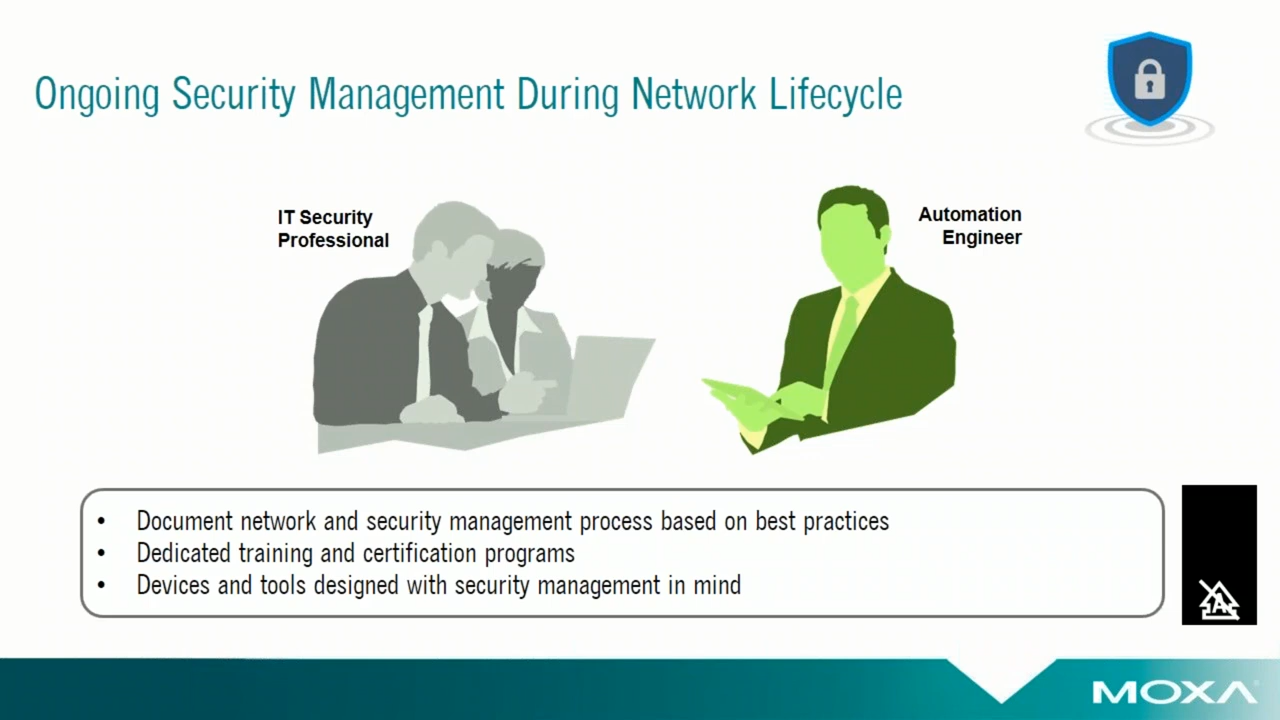 Ongoing Security Management During Network Lifecycle
IT Security
Professional
Automation
Engineer
• Document network and security management process based on best practices
• Dedicated training and certification programs
• Devices and tools designed with security management in mind
MOXA